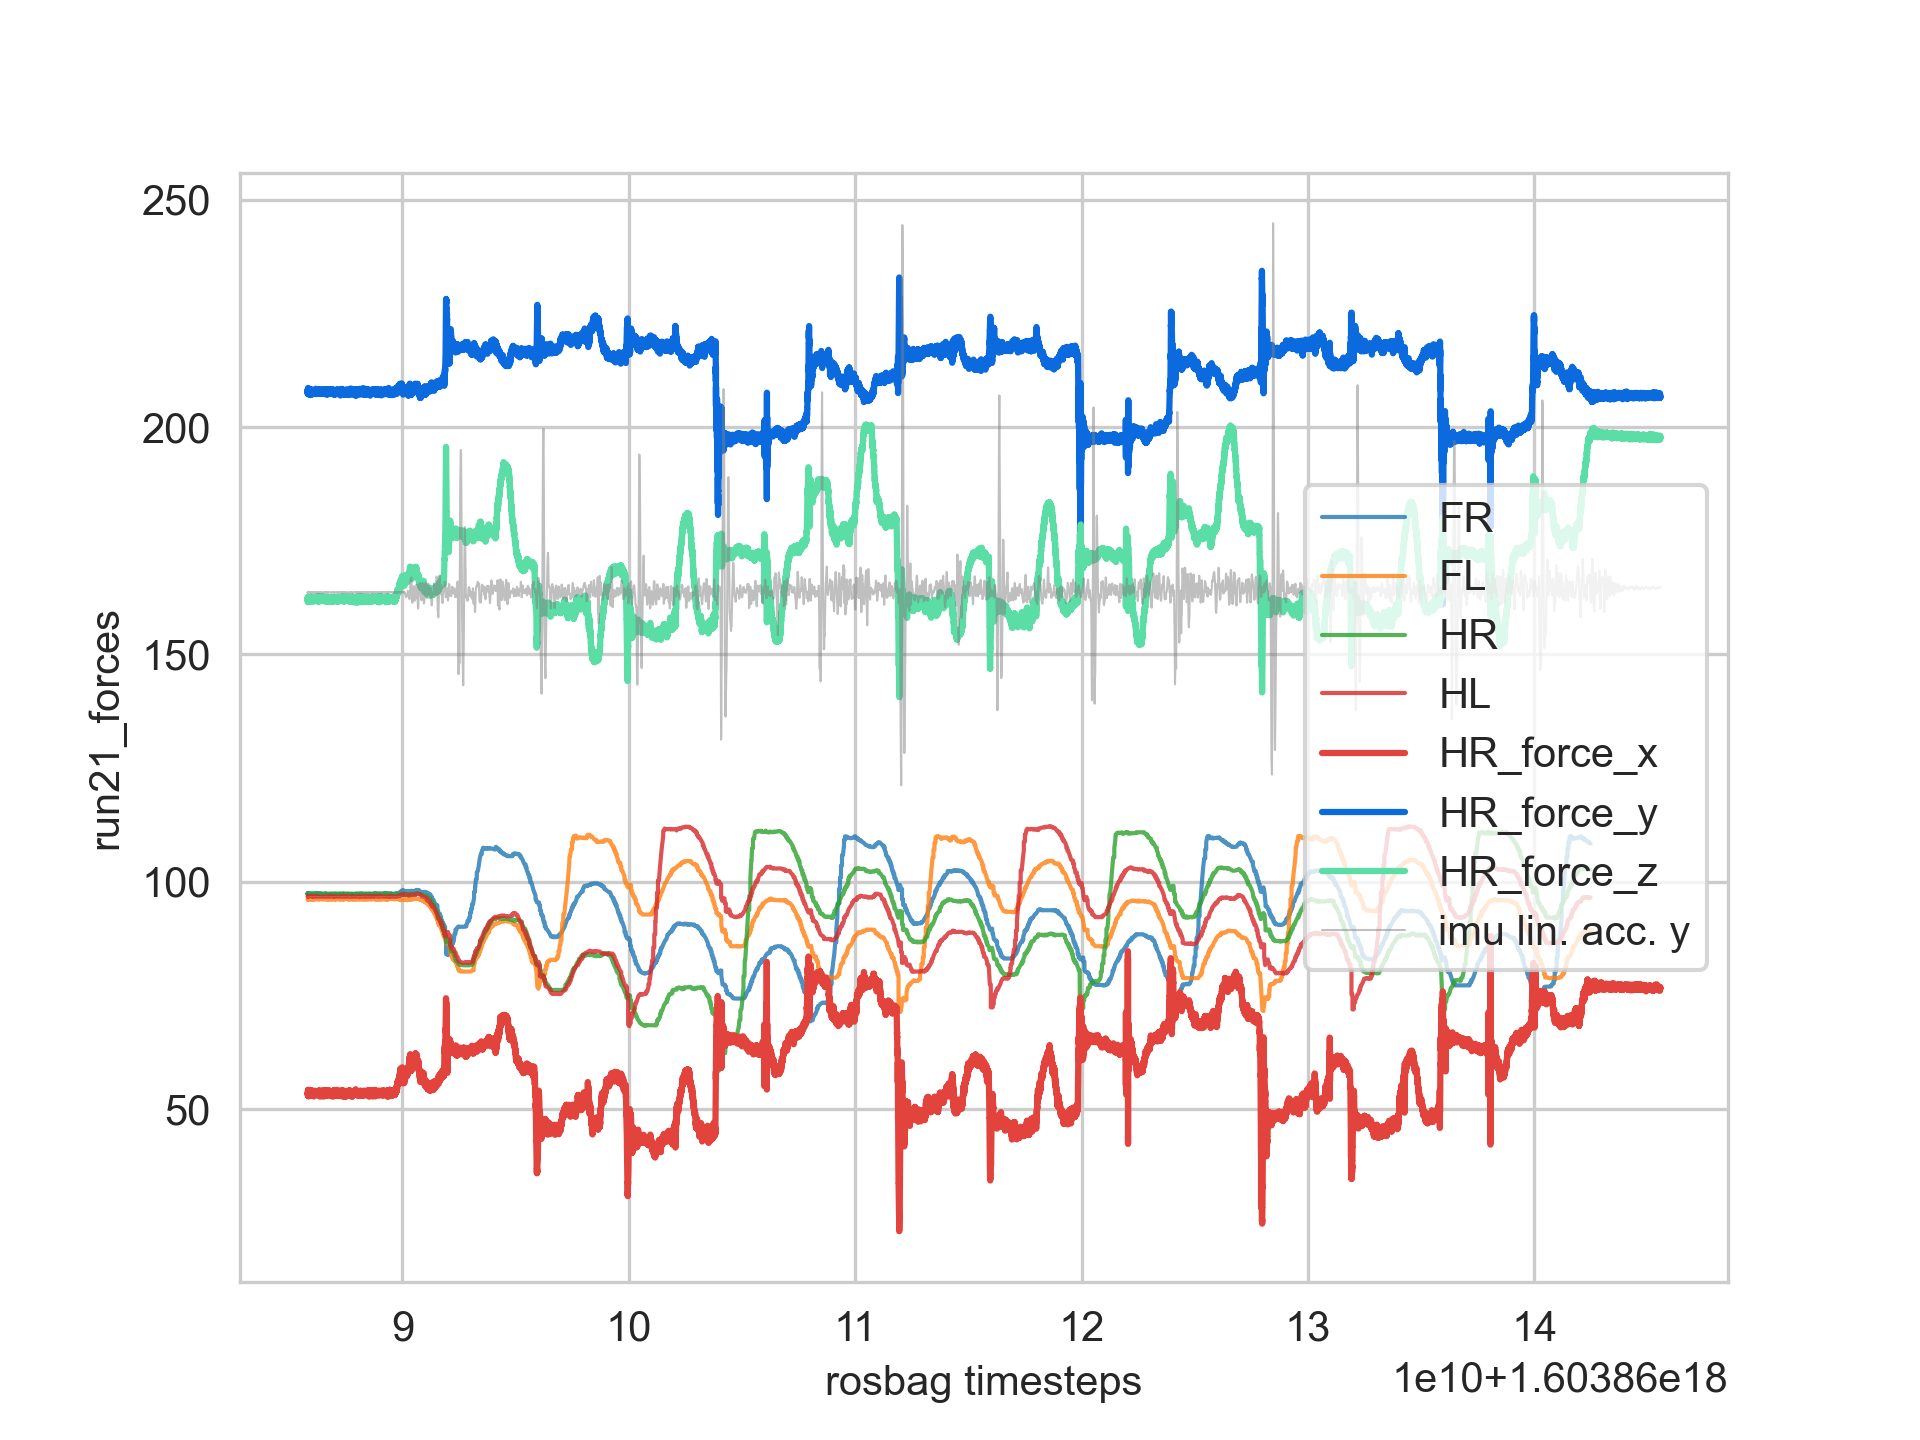 250
200
150
100
50
run21_forces
FR
FL
HR
HL
HR_force_x
HR_force_y
HR_force_z
imu lin. acc. y
9 10 11 12 13 14
rosbag timesteps
1e10+1.60386e18